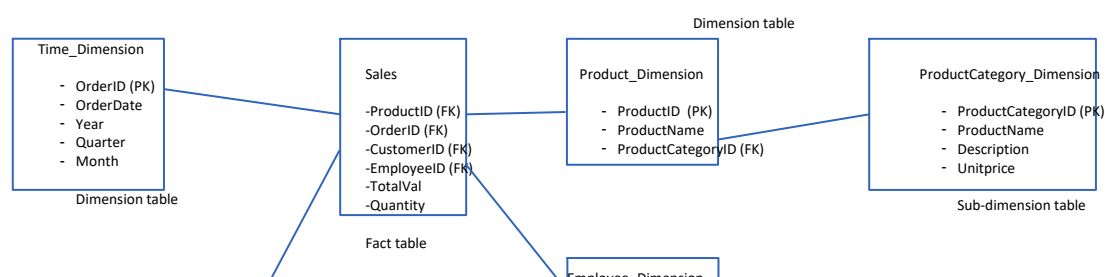 Dimension table
Time_Dimension
- OrderID (PK)
- OrderDate
- Year
- Quarter
- Month
Dimension table
Sales
-ProductID (FK)
-OrderID (FK)
-CustomerID (FK)
-EmployeeID (FK)
-TotalVal
-Quantity
Fact table
Product_Dimension
- ProductID (PK)
- ProductName
- ProductCategoryID (FK)
ProductCategory_Dimension
- ProductCategoryID (PK)
- ProductName
- Description
- Unitprice
Sub-dimension table
Employee_Dimension